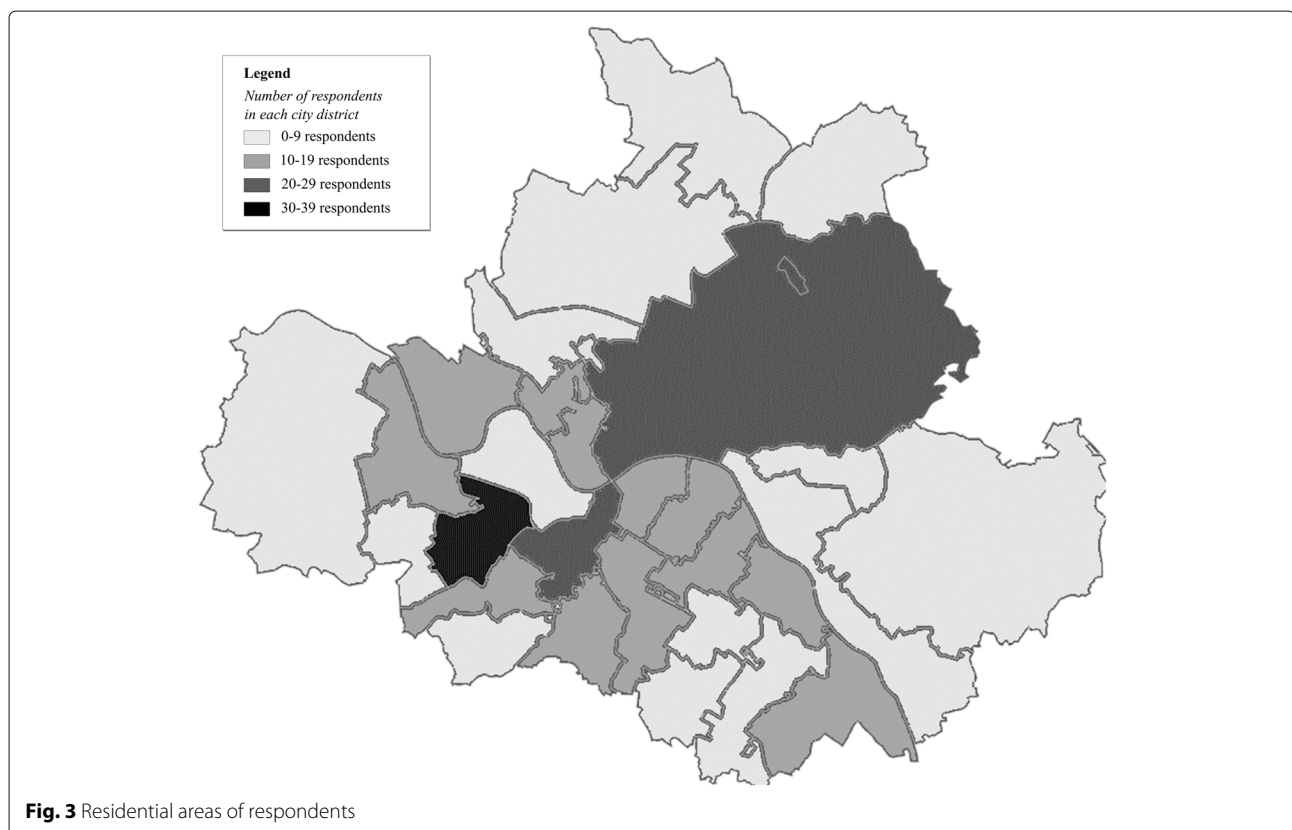 Legend
Number of respondents
in each city district
0-9 respondents
10-19 respondents
20-29 respondents
30-39 respondents
Fig. 3 Residential areas of respondents